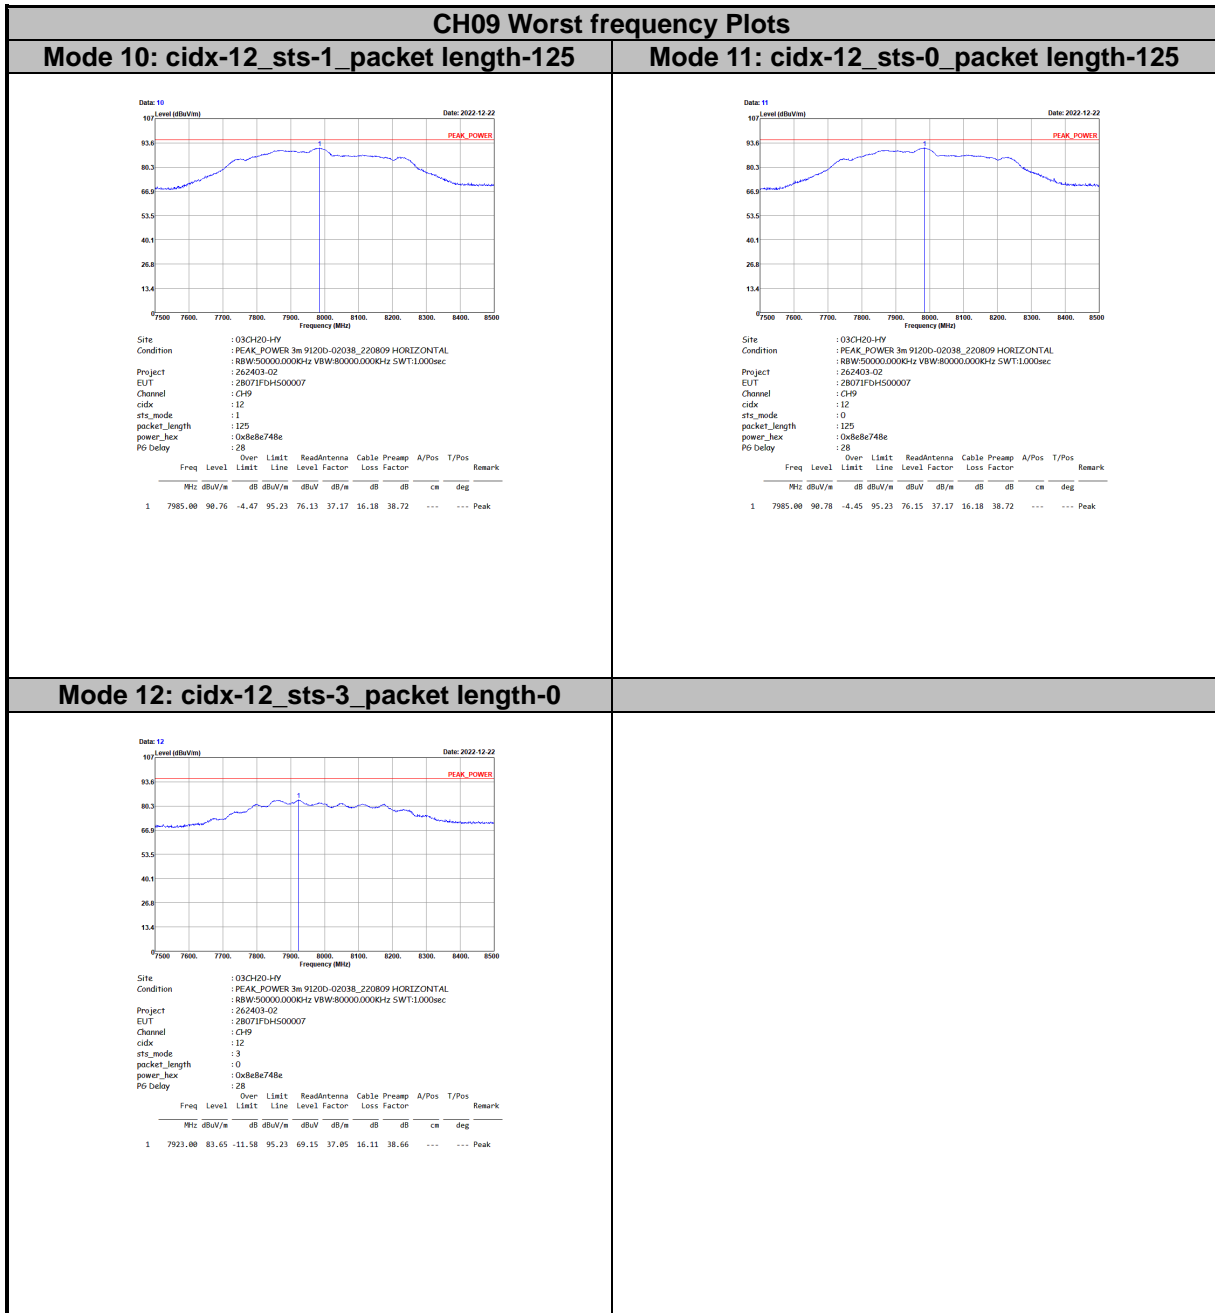 CH09 Worst frequency Plots
Mode 10: cidx-12_sts-1_packet length-125
Mode 11: cidx-12_sts-0_packet length-125
Data: 10
Level (dBuV/m)
Date: 2022-12-22
107
PEAK_POWER
93.6
1
80.3
66.9
53.5
40.1
26.8
13.4
0
7500 7600. 7700. 7800. 7900. 8000. 8100. 8200. 8300. 8400. 8500
Frequency (MHz)
Site : 03CH20-HY
Condition : PEAK_POWER 3m 9120D-02038_220809 HORIZONTAL
: RBW:50000.000KHz VBW:80000.000KHz SWT:1.000sec
Project : 262403-02
EUT : 2B071FDHS00007
Channel : CH9
cidx : 12
sts_mode : 1
packet_length : 125
power_hex : 0x8e8e748e
PG Delay : 28
Over Limit ReadAntenna Cable Preamp A/Pos T/Pos
Freq Level Limit Line Level Factor Loss Factor Remark
MHz dBuV/m dB dBuV/m dBuV dB/m dB dB cm deg
1 7985.00 90.76 -4.47 95.23 76.13 37.17 16.18 38.72 --- --- Peak
Data: 11
Level (dBuV/m)
Date: 2022-12-22
107
PEAK_POWER
93.6
1
80.3
66.9
53.5
40.1
26.8
13.4
0
7500 7600. 7700. 7800. 7900. 8000. 8100. 8200. 8300. 8400. 8500
Frequency (MHz)
Site : 03CH20-HY
Condition : PEAK_POWER 3m 9120D-02038_220809 HORIZONTAL
: RBW:50000.000KHz VBW:80000.000KHz SWT:1.000sec
Project : 262403-02
EUT : 2B071FDHS00007
Channel : CH9
cidx : 12
sts_mode : 0
packet_length : 125
power_hex : 0x8e8e748e
PG Delay : 28
Over Limit ReadAntenna Cable Preamp A/Pos T/Pos
Freq Level Limit Line Level Factor Loss Factor Remark
MHz dBuV/m dB dBuV/m dBuV dB/m dB dB cm deg
1 7985.00 90.78 -4.45 95.23 76.15 37.17 16.18 38.72 --- --- Peak
Mode 12: cidx-12_sts-3_packet length-0
Data: 12
Level (dBuV/m)
Date: 2022-12-22
107
PEAK_POWER
93.6
1
80.3
66.9
53.5
40.1
26.8
13.4
0
7500 7600. 7700. 7800. 7900. 8000. 8100. 8200. 8300. 8400. 8500
Frequency (MHz)
Site : 03CH20-HY
Condition : PEAK_POWER 3m 9120D-02038_220809 HORIZONTAL
: RBW:50000.000KHz VBW:80000.000KHz SWT:1.000sec
Project : 262403-02
EUT : 2B071FDHS00007
Channel : CH9
cidx : 12
sts_mode : 3
packet_length : 0
power_hex : 0x8e8e748e
PG Delay : 28
Over Limit ReadAntenna Cable Preamp A/Pos T/Pos
Freq Level Limit Line Level Factor Loss Factor Remark
MHz dBuV/m dB dBuV/m dBuV dB/m dB dB cm deg
1 7923.00 83.65 -11.58 95.23 69.15 37.05 16.11 38.66 --- --- Peak